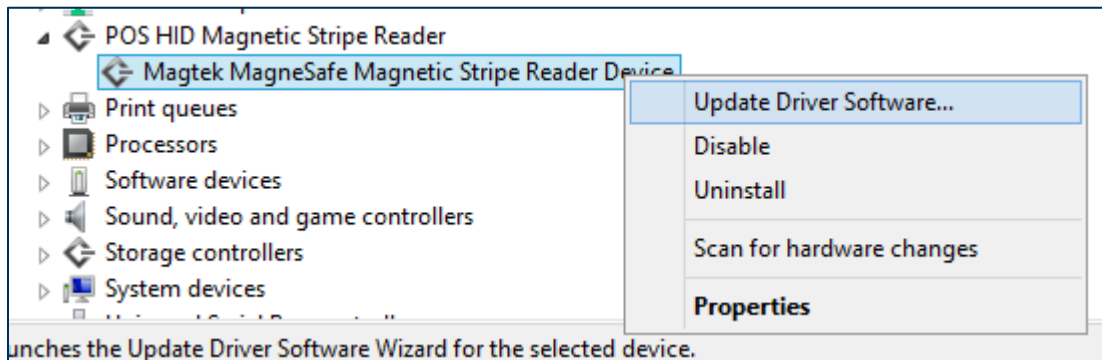 POS HID Magnetic Stripe Reader
Magtek MagneSafe Magnetic Stripe Reader Device
Print queues
Processors
Software devices
Sound, video and game controllers
Storage controllers
System devices
Update Driver Software...
Disable
Uninstall
Scan for hardware changes
Properties
unches the Update Driver Software Wizard for the selected device.